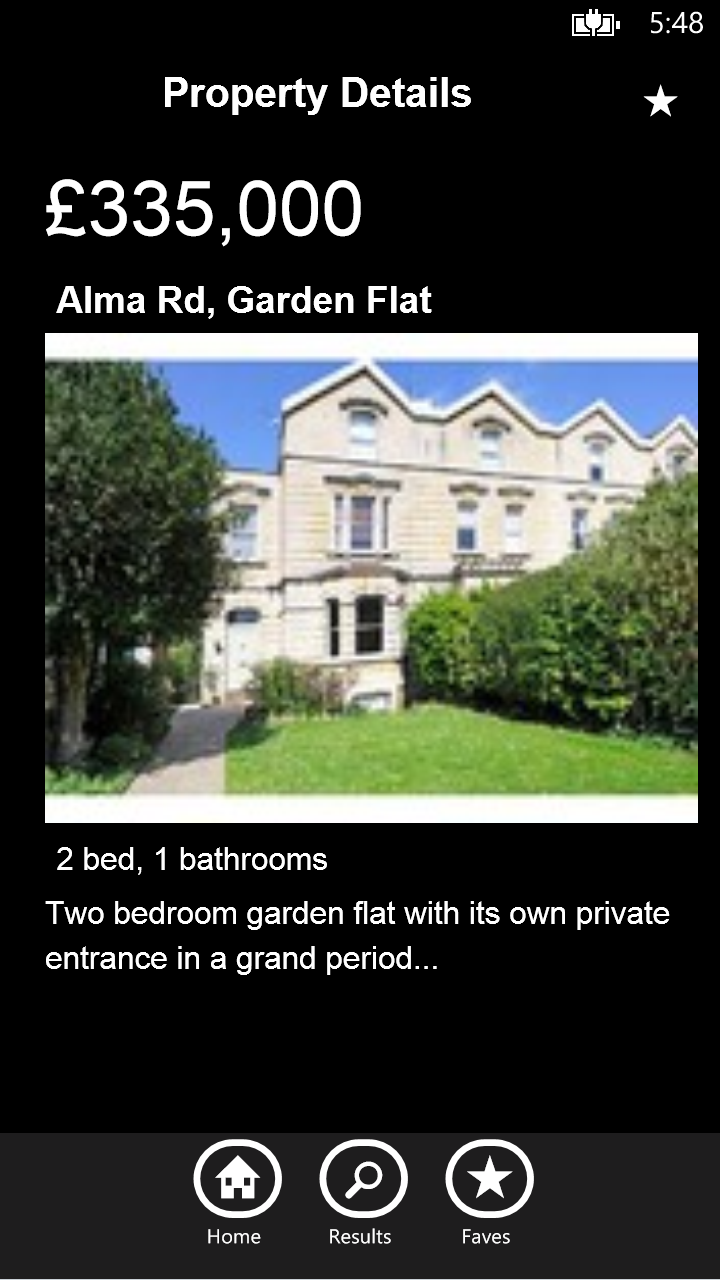 5:48
Property Details
£335,000
Alma Rd, Garden Flat
2 bed, 1 bathrooms
Two bedroom garden flat with its own private
entrance in a grand period...
Home Results Faves